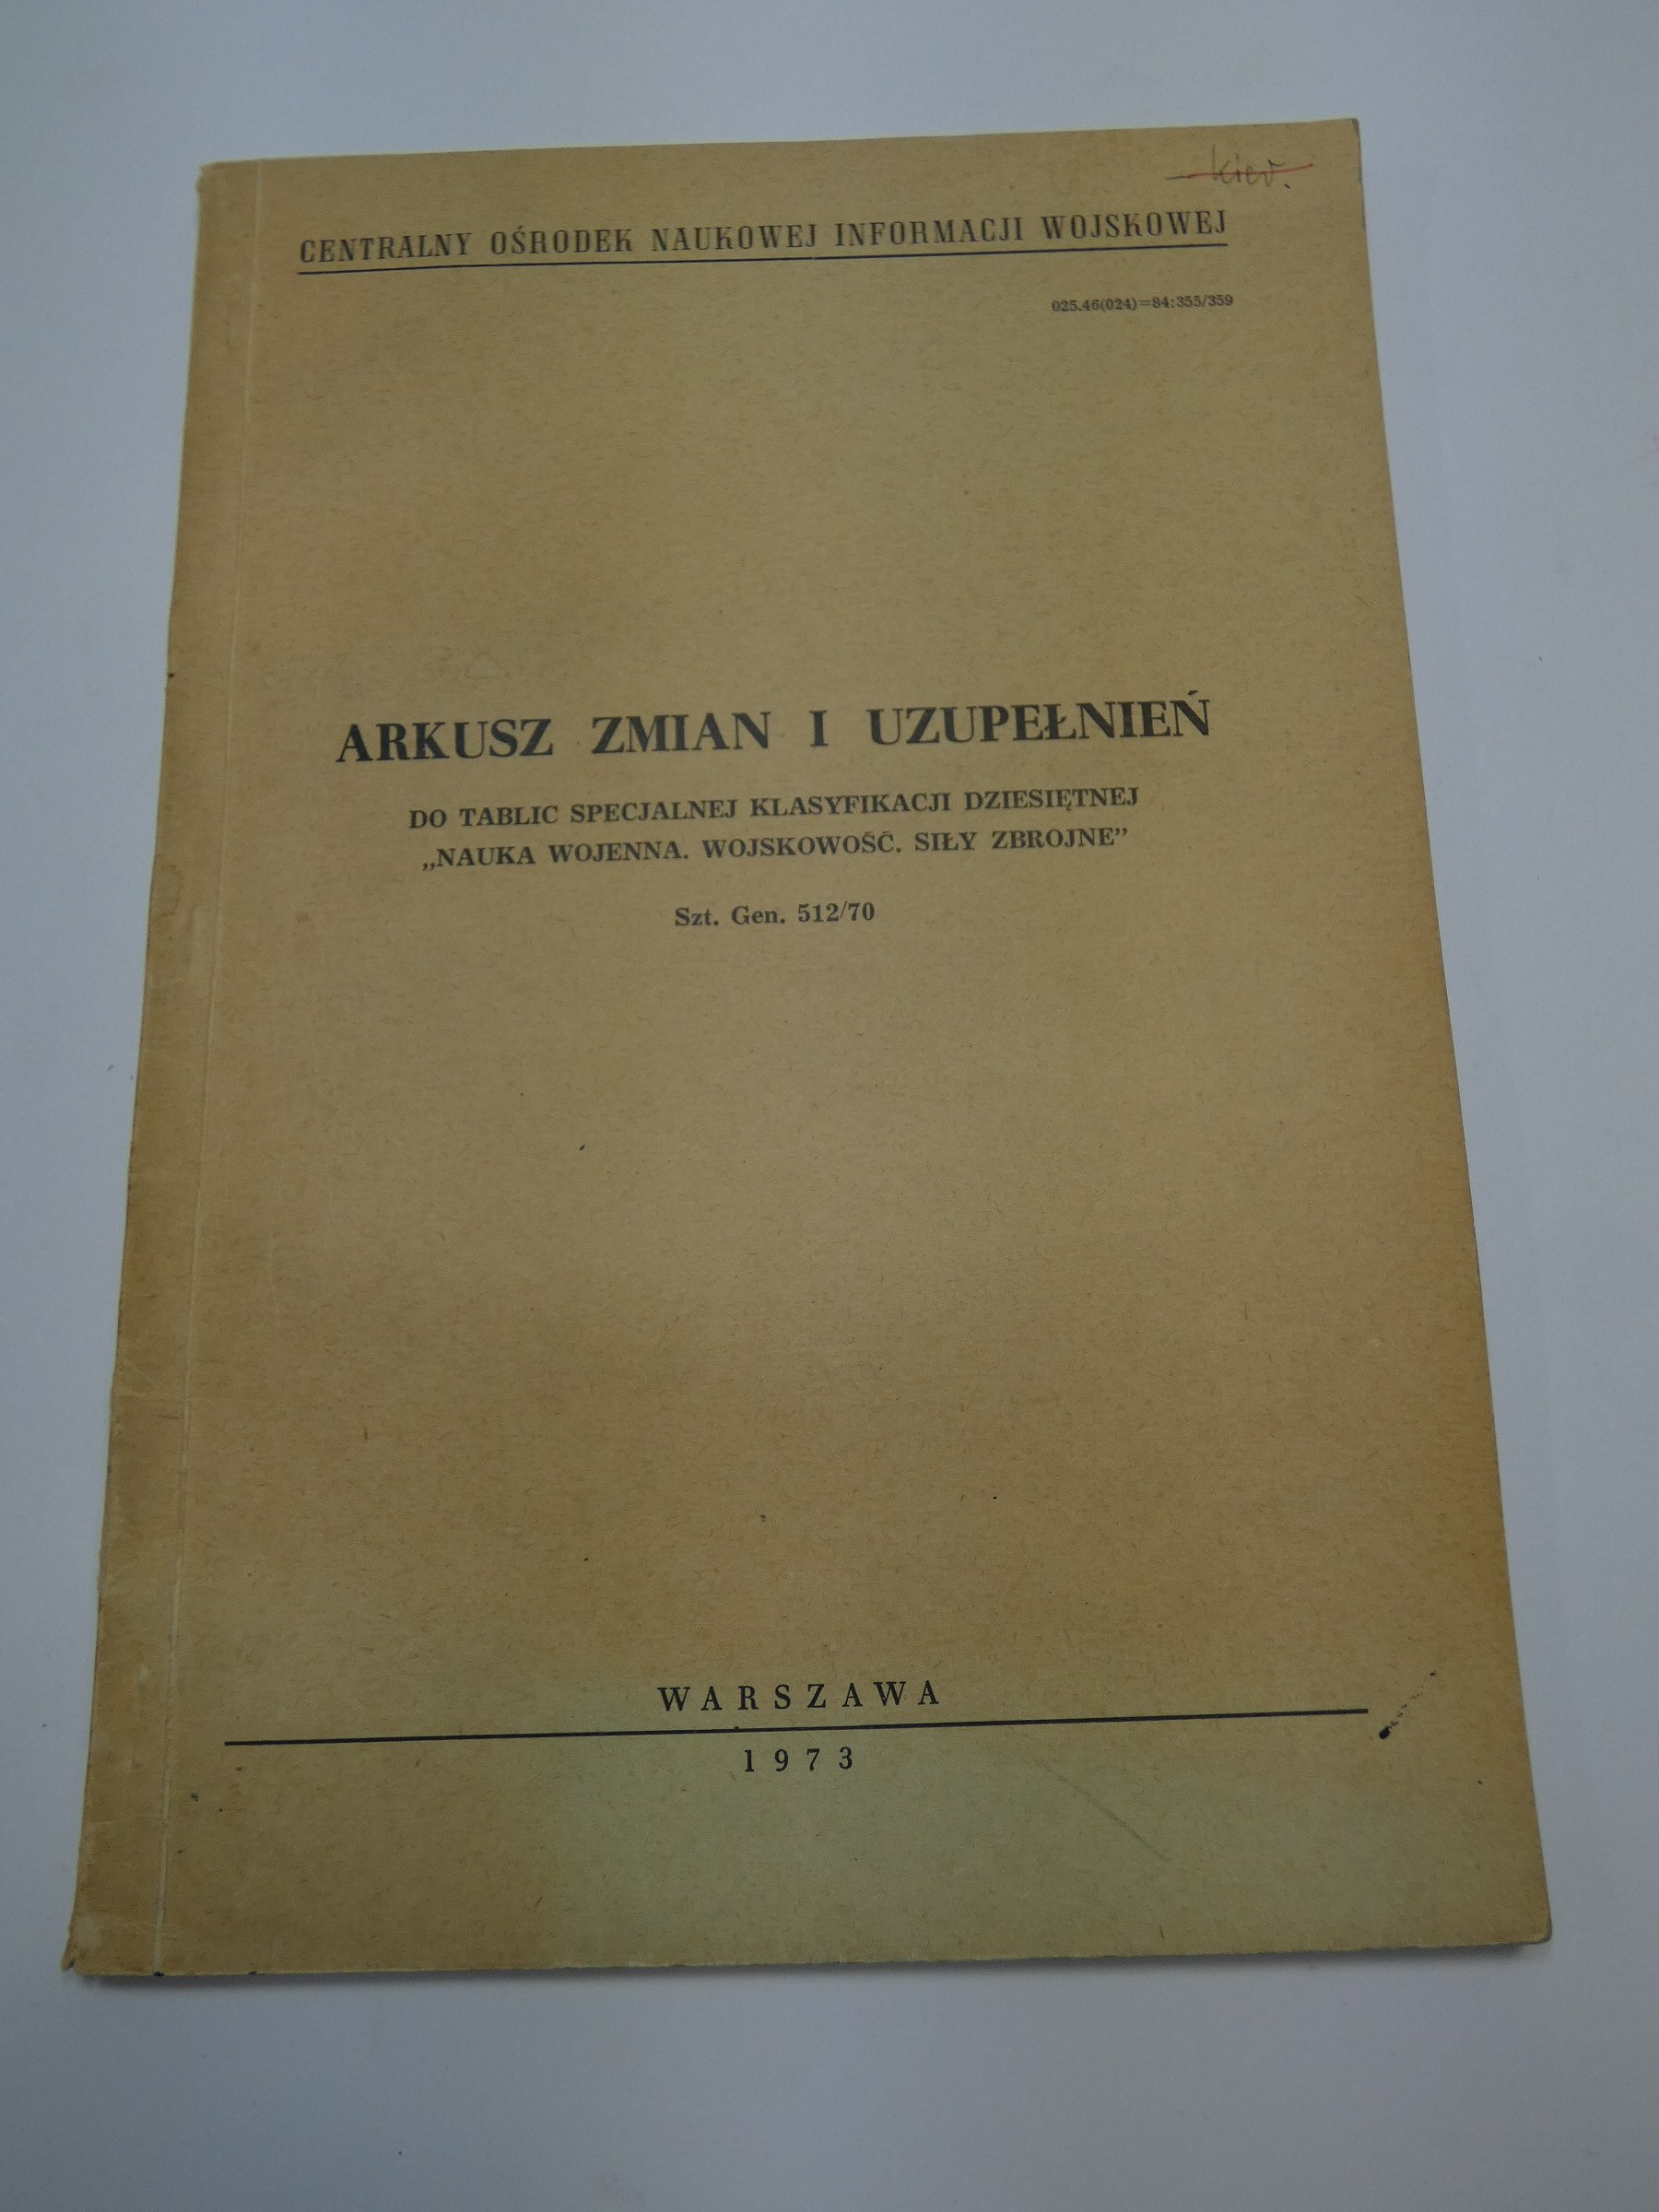 CENTRALNY OŚRODEK NAUKOWEJ INFORMACJI WOJSKOWEJ
025.46(024)=84:355/359
ARKUSZ ZMIAN I UZUPEŁNIEŃ
DO TABLIC SPECJALNEJ KLASYFIKACJI DZIESIĘTNEJ
„NAUKA WOJENNA. WOJSKOWOŚĆ. SIŁY ZBROJNE”
Szt. Gen. 512/70
WARSZAWA
1973